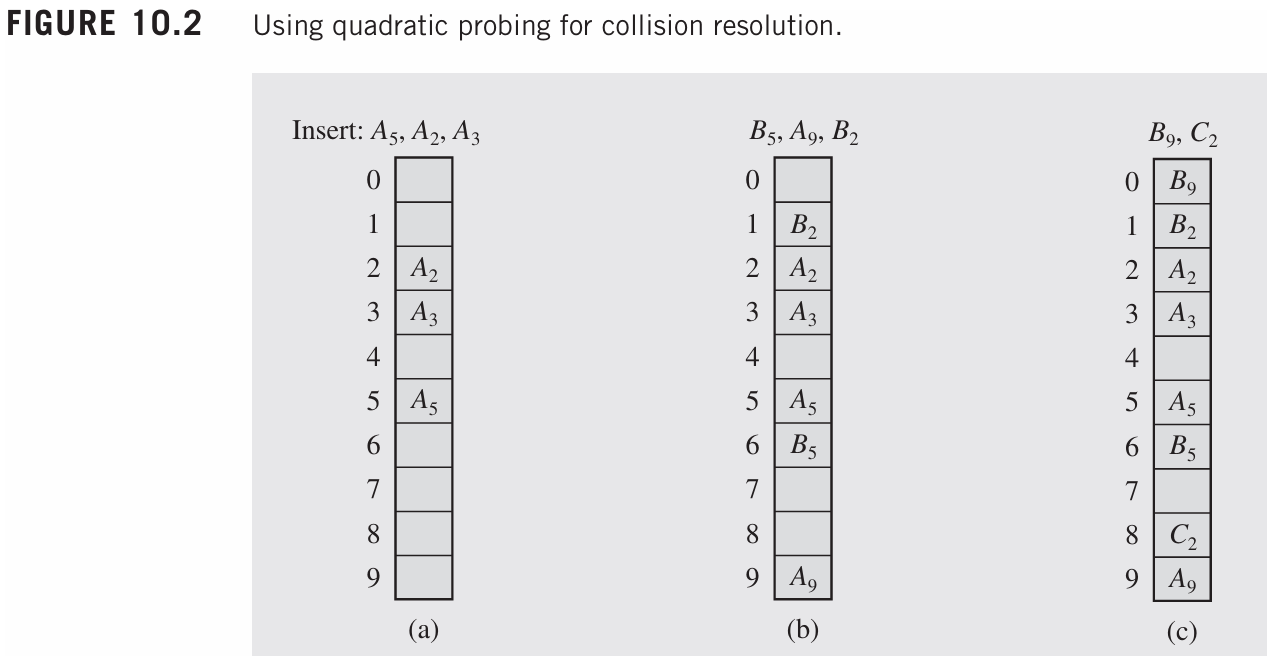 FIGURE 10.2 Using quadratic probing for collision resolution.
Insert: A₅, A₂, A₃
0
1
2 A₂
3 A₃
4
5 A₅
6
7
8
9
(a)
B₅, A₉, B₂
0
1 B₂
2 A₂
3 A₃
4
5 A₅
6 B₅
7
8
9 A₉
(b)
B₉, C₂
0 B₉
1 B₂
2 A₂
3 A₃
4
5 A₅
6 B₅
7
8 C₂
9 A₉
(c)